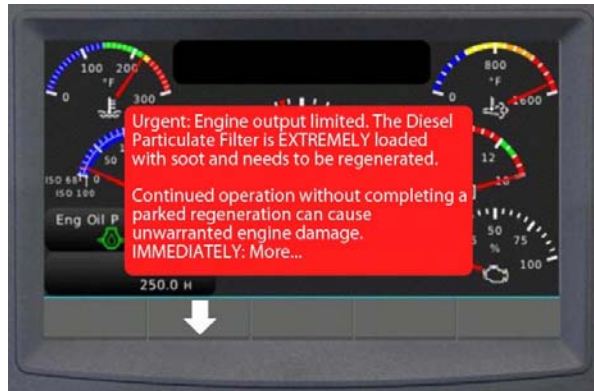 100 200
°F
0 300
800
°F
0 1600
Urgent: Engine output limited. The Diesel
Particulate Filter is EXTREMELY loaded
with soot and needs to be regenerated.
Continued operation without completing a
parked regeneration can cause
unwarranted engine damage.
IMMEDIATELY: More...
50
0
ISO 68
ISO 100
12
Eng Oil P
50
75
%
100
250.0 H